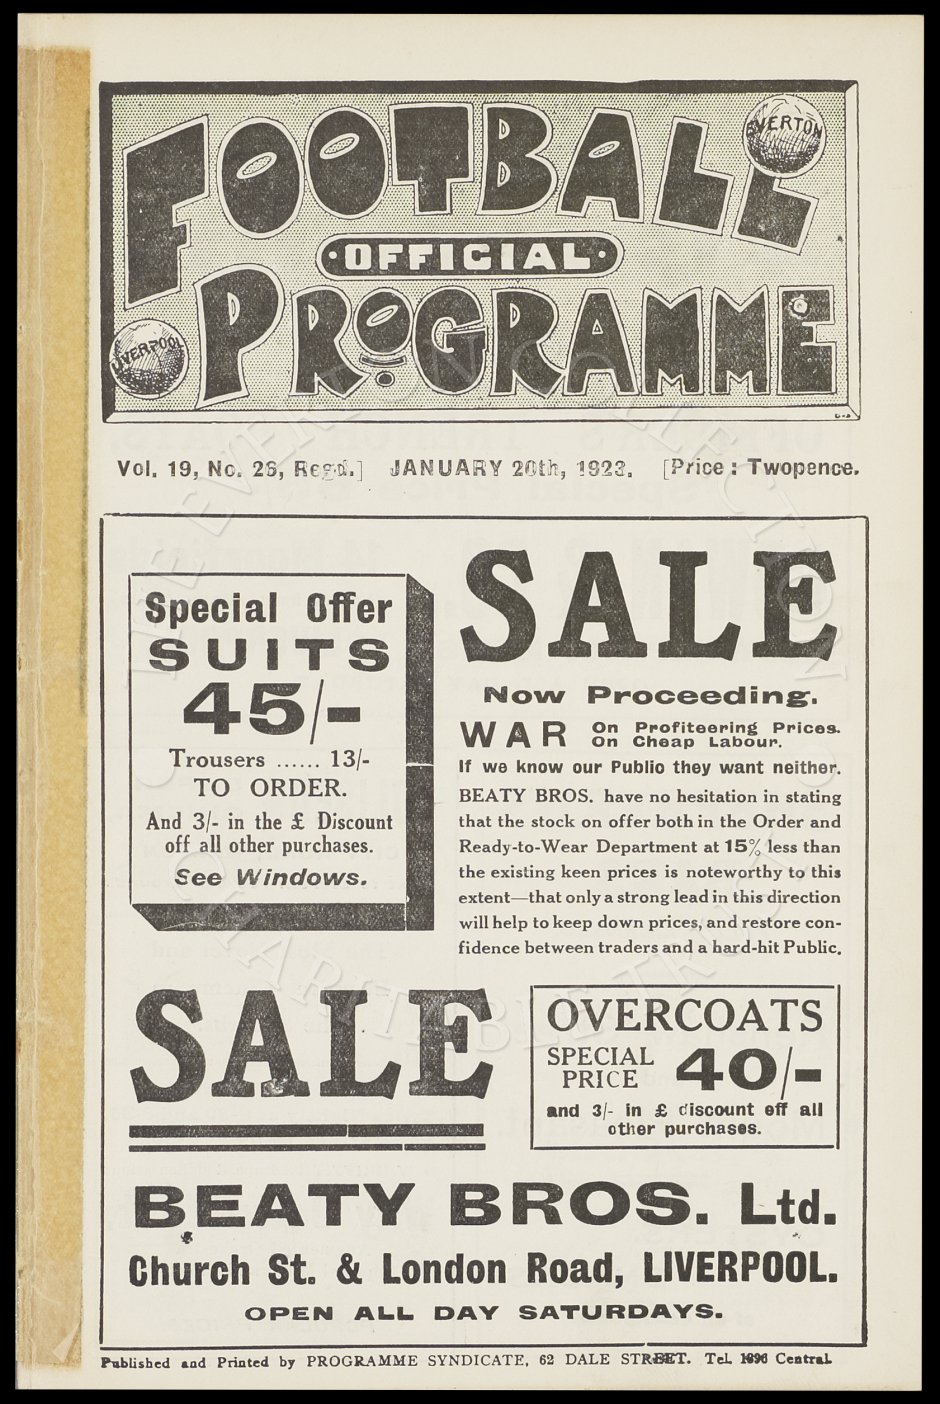 FOOTBALL
EVERTON
·OFFICIAL·
LIVERPOOL
PROGRAMME
Vol. 19, No. 26, Regd.] JANUARY 20th, 1923. [Price : Twopence.
Special Offer
SUITS
45/-
Trousers ...... 13/-
TO ORDER.
And 3/- in the £ Discount
off all other purchases.
See Windows.
SALE
Now Proceeding.
WAR On Profiteering Prices.
On Cheap Labour.
If we know our Public they want neither.
BEATY BROS. have no hesitation in stating
that the stock on offer both in the Order and
Ready-to-Wear Department at 15% less than
the existing keen prices is noteworthy to this
extent—that only a strong lead in this direction
will help to keep down prices, and restore con-
fidence between traders and a hard-hit Public.
SALE
OVERCOATS
SPECIAL
PRICE 40/-
and 3/- in £ discount off all
other purchases.
BEATY BROS. Ltd.
Church St. & London Road, LIVERPOOL.
OPEN ALL DAY SATURDAYS.
Published and Printed by PROGRAMME SYNDICATE, 62 DALE STREET. Tel. 1896 Central.
THE EVERTON COLLECTION
CHARITABLE TRUST